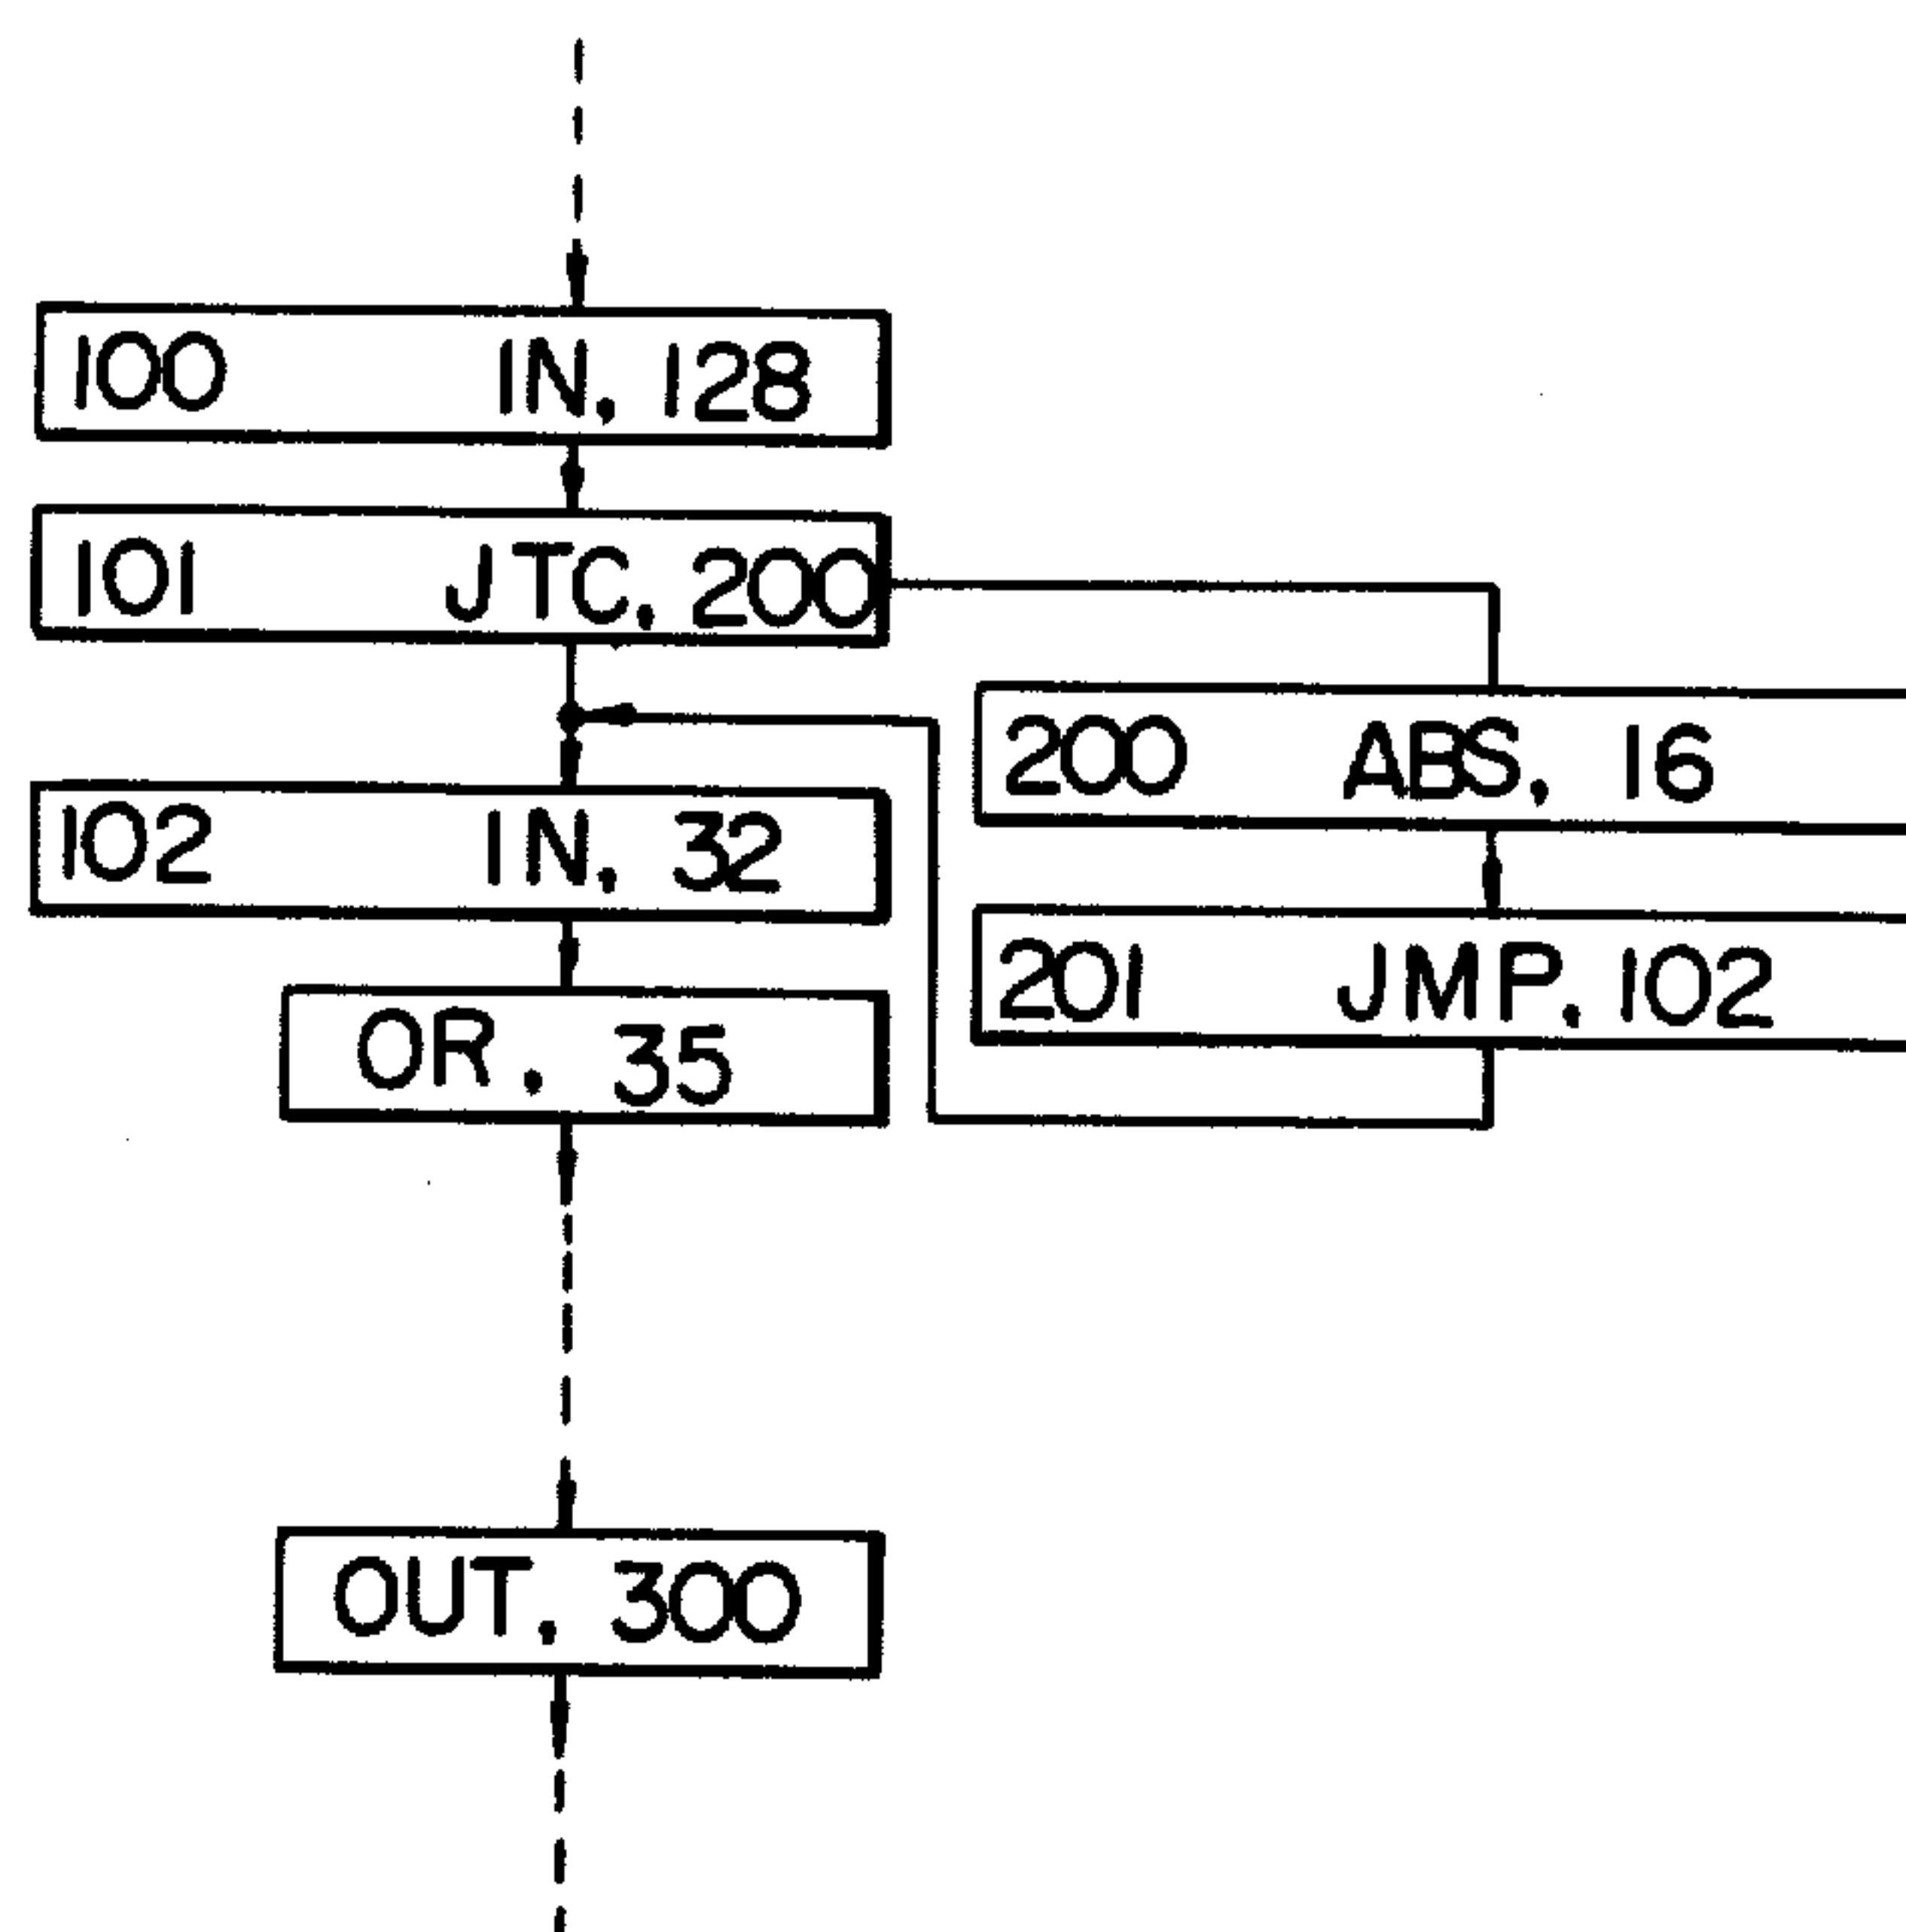 100 IN, 128
101 JTC, 200
200 ABS, 16
102 IN, 32
201 JMP, 102
OR, 35
OUT, 300